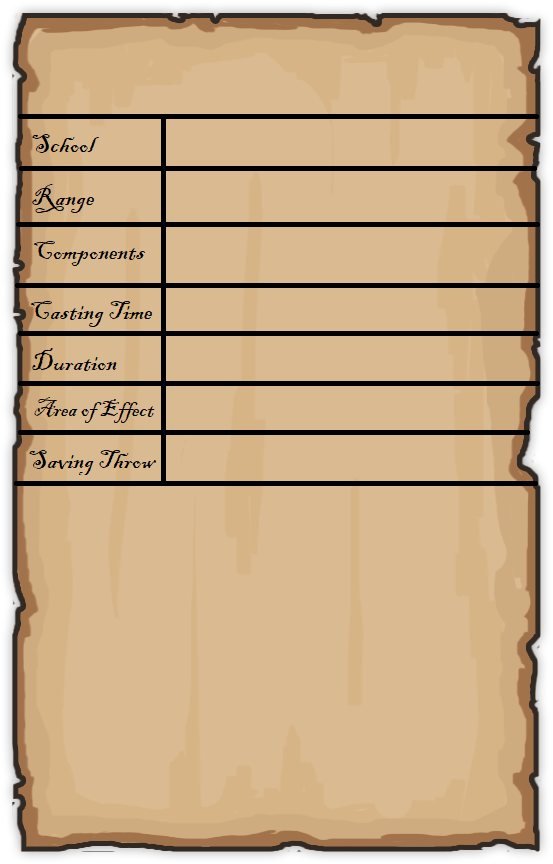 School
Range
Components
Casting Time
Duration
Area of Effect
Saving Throw